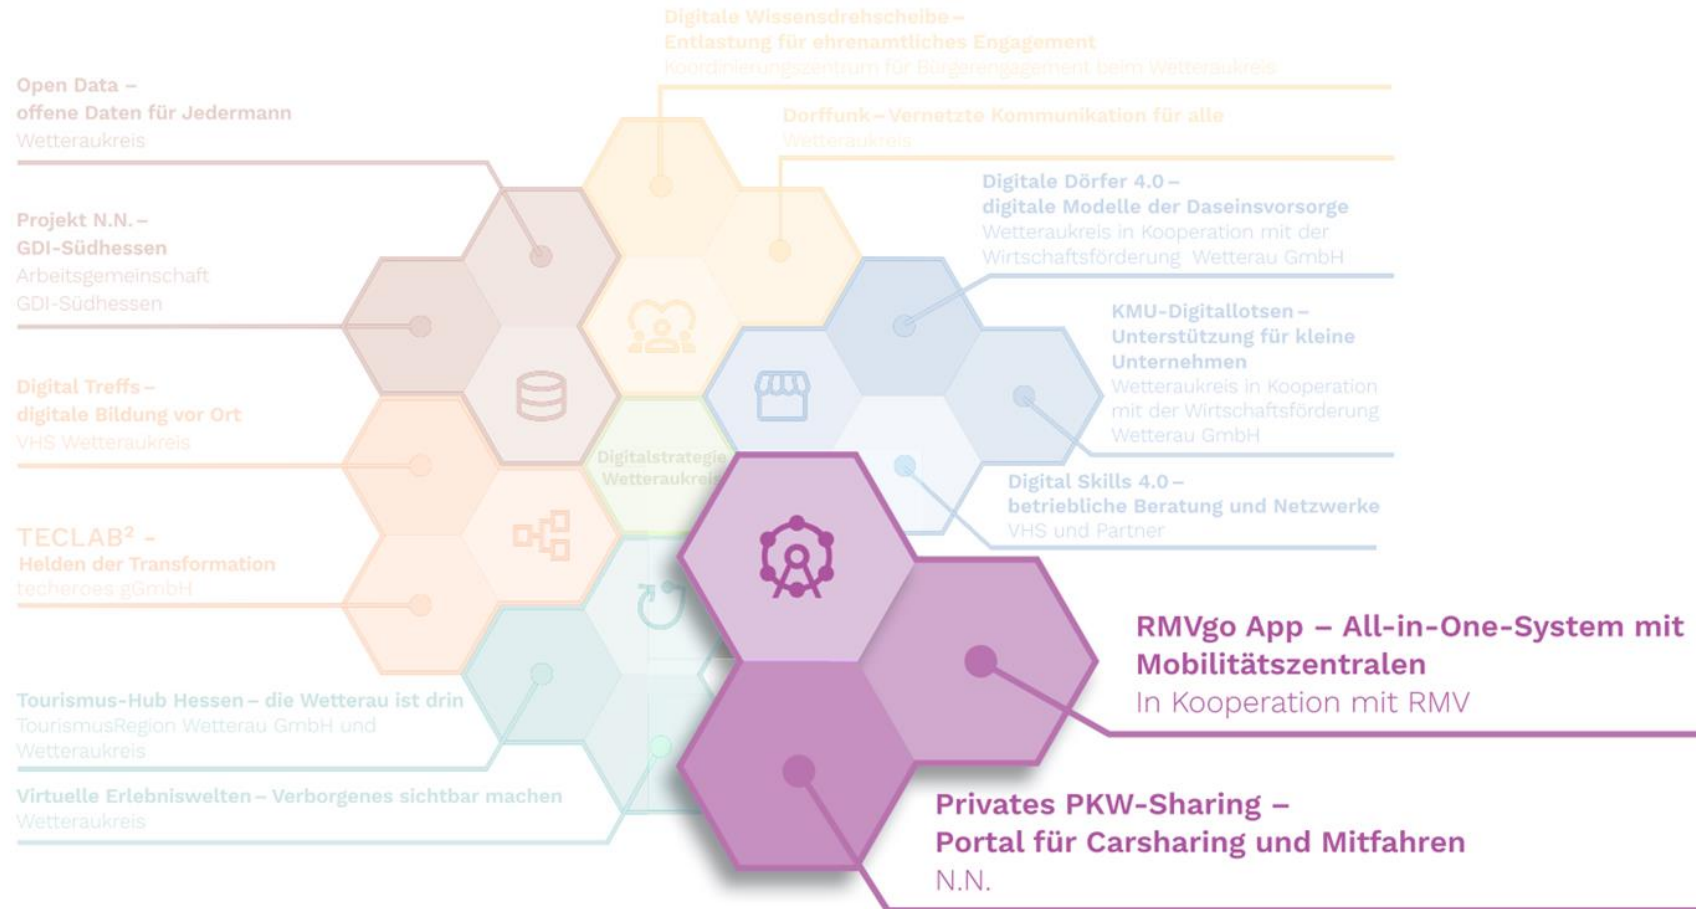 Digitale Wissensdrehscheibe –
Entlastung für ehrenamtliches Engagement
Koordinierungszentrum für Bürgerengagement beim Wetteraukreis
Open Data –
offene Daten für Jedermann
Wetteraukreis
Dorffunk – Vernetzte Kommunikation für alle
Wetteraukreis
Digitale Dörfer 4.0 –
digitale Modelle der Daseinsvorsorge
Wetteraukreis in Kooperation mit der
Wirtschaftsförderung Wetterau GmbH
Projekt N.N. –
GDI-Südhessen
Arbeitsgemeinschaft
GDI-Südhessen
KMU-Digitallotsen –
Unterstützung für kleine
Unternehmen
Wetteraukreis in Kooperation
mit der Wirtschaftsförderung
Wetterau GmbH
Digital Treffs –
digitale Bildung vor Ort
VHS Wetteraukreis
Digitalstrategie
Wetteraukreis
Digital Skills 4.0 –
betriebliche Beratung und Netzwerke
VHS und Partner
TECLAB² -
Helden der Transformation
techeroes gGmbH
RMVgo App – All-in-One-System mit
Mobilitätszentralen
In Kooperation mit RMV
Tourismus-Hub Hessen – die Wetterau ist drin
TourismusRegion Wetterau GmbH und
Wetteraukreis
Virtuelle Erlebniswelten – Verborgenes sichtbar machen
Wetteraukreis
Privates PKW-Sharing –
Portal für Carsharing und Mitfahren
N.N.